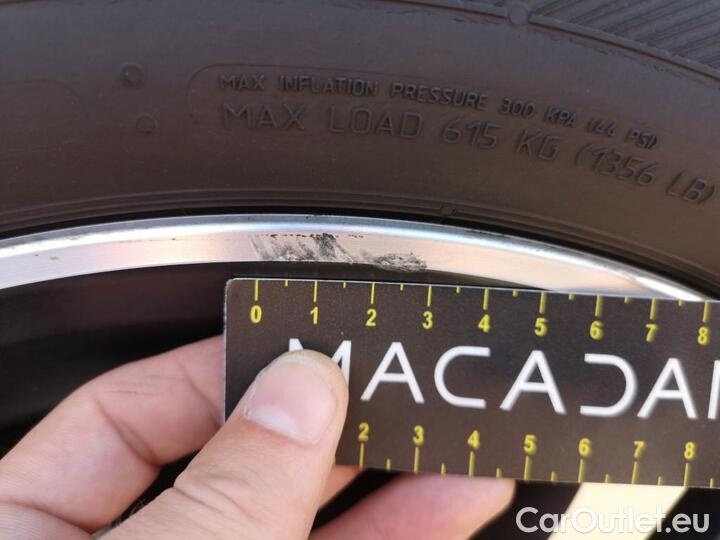 MAX INFLATION PRESSURE 300 KPA (44 PSI)
MAX LOAD 615 KG (1356 LB)
0 1 2 3 4 5 6 7 8
MACADA
2 3 4 5 6 7 8
CarOutlet.eu